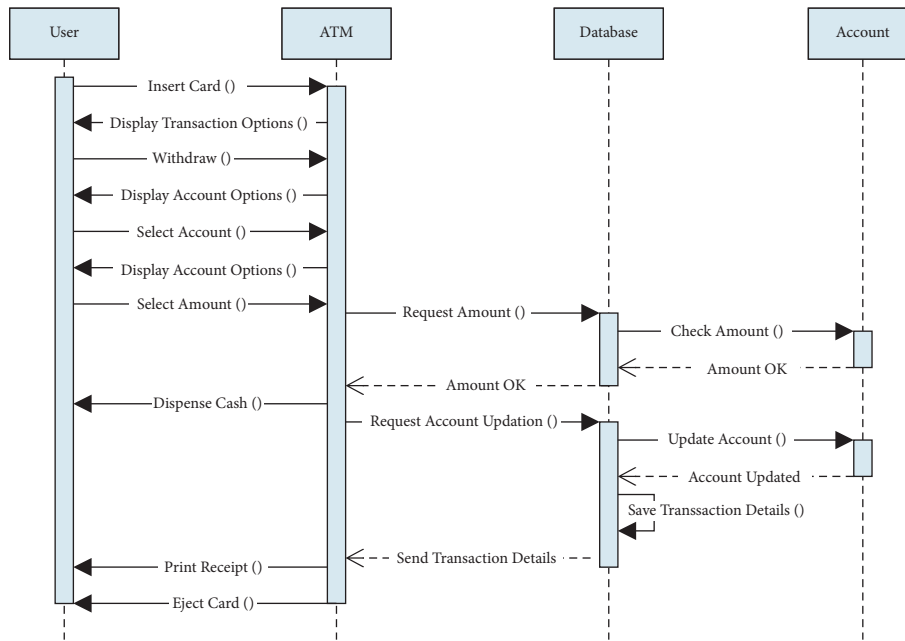 User
ATM
Database
Account
Insert Card ()
Display Transaction Options ()
Withdraw ()
Display Account Options ()
Select Account ()
Display Account Options ()
Select Amount ()
Request Amount ()
Check Amount ()
Amount OK
Amount OK
Dispense Cash ()
Request Account Updation ()
Update Account ()
Account Updated
Save Transsaction Details ()
Send Transaction Details
Print Receipt ()
Eject Card ()